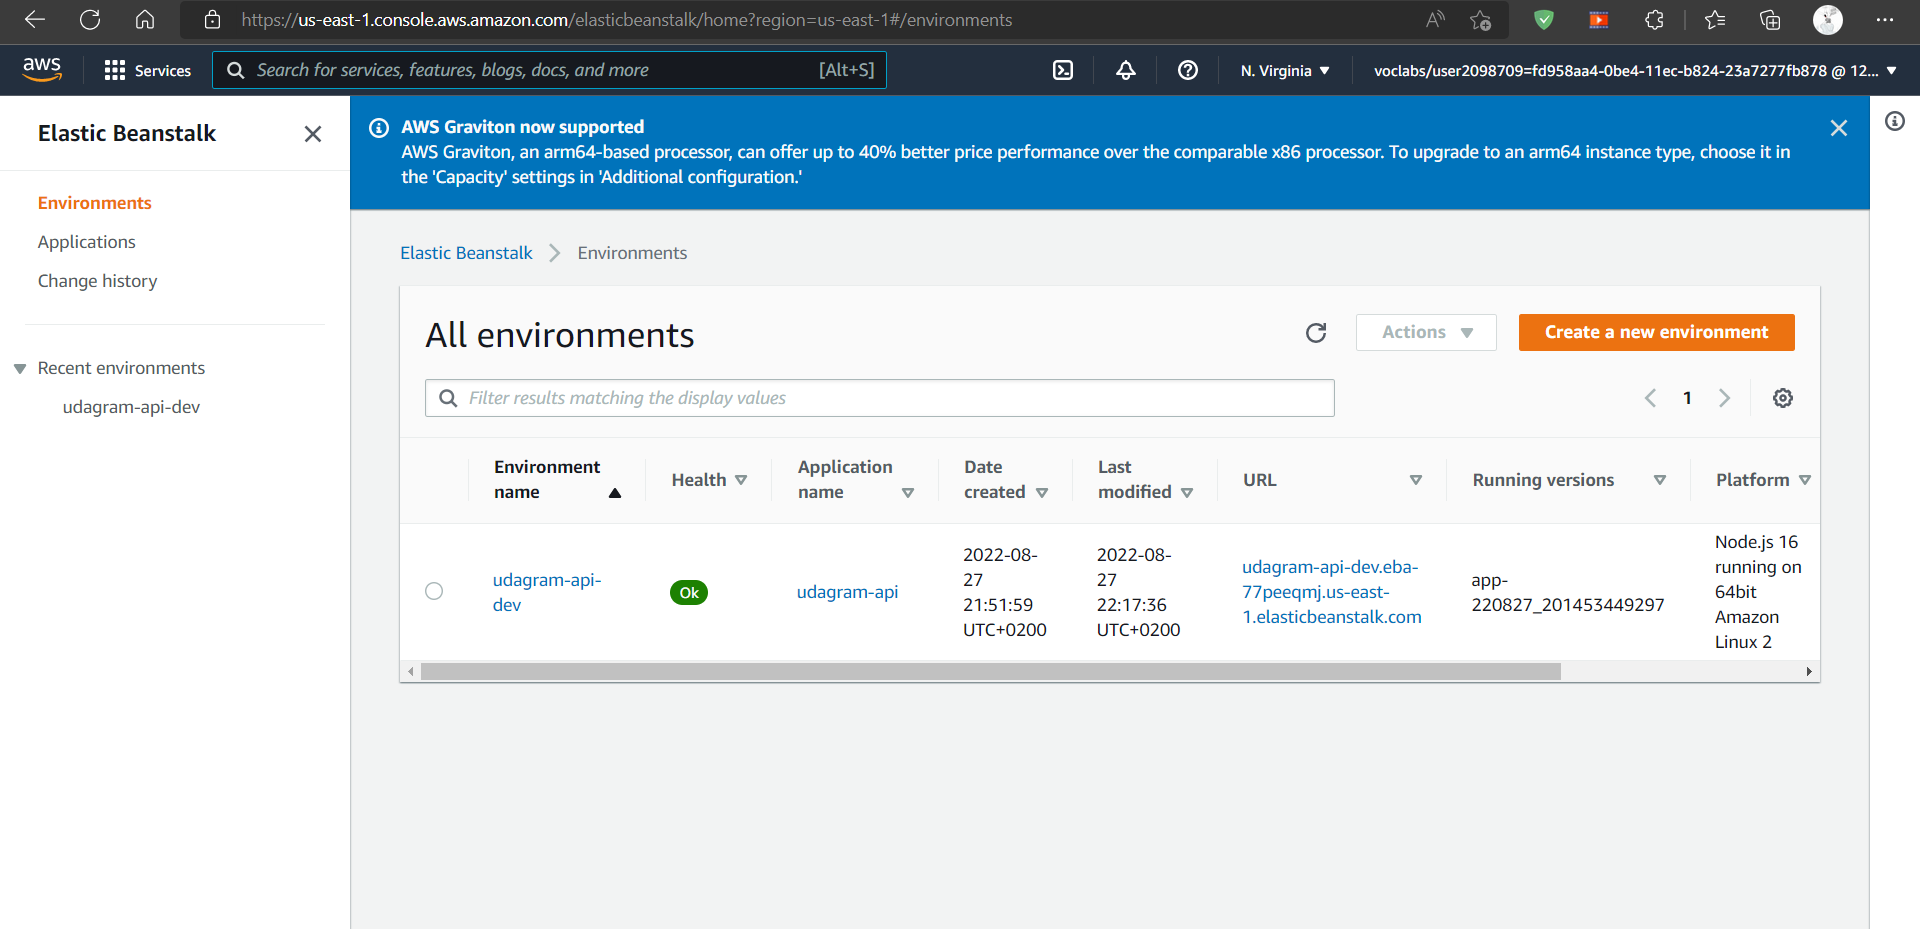 https://us-east-1.console.aws.amazon.com/elasticbeanstalk/home?region=us-east-1#/environments
aws
Services
Search for services, features, blogs, docs, and more
[Alt+S]
N. Virginia
voclabs/user2098709=fd958aa4-0be4-11ec-b824-23a7277fb878 @ 12...
Elastic Beanstalk
Environments
Applications
Change history
Recent environments
udagram-api-dev
AWS Graviton now supported
AWS Graviton, an arm64-based processor, can offer up to 40% better price performance over the comparable x86 processor. To upgrade to an arm64 instance type, choose it in
the 'Capacity' settings in 'Additional configuration.'
Elastic Beanstalk
Environments
All environments
Actions
Create a new environment
Filter results matching the display values
1
Environment
name
Health
Application
name
Date
created
Last
modified
URL
Running versions
Platform
udagram-api-
dev
Ok
udagram-api
2022-08-
27
21:51:59
UTC+0200
2022-08-
27
22:17:36
UTC+0200
udagram-api-dev.eba-
77peeqmj.us-east-
1.elasticbeanstalk.com
app-
220827_201453449297
Node.js 16
running on
64bit
Amazon
Linux 2